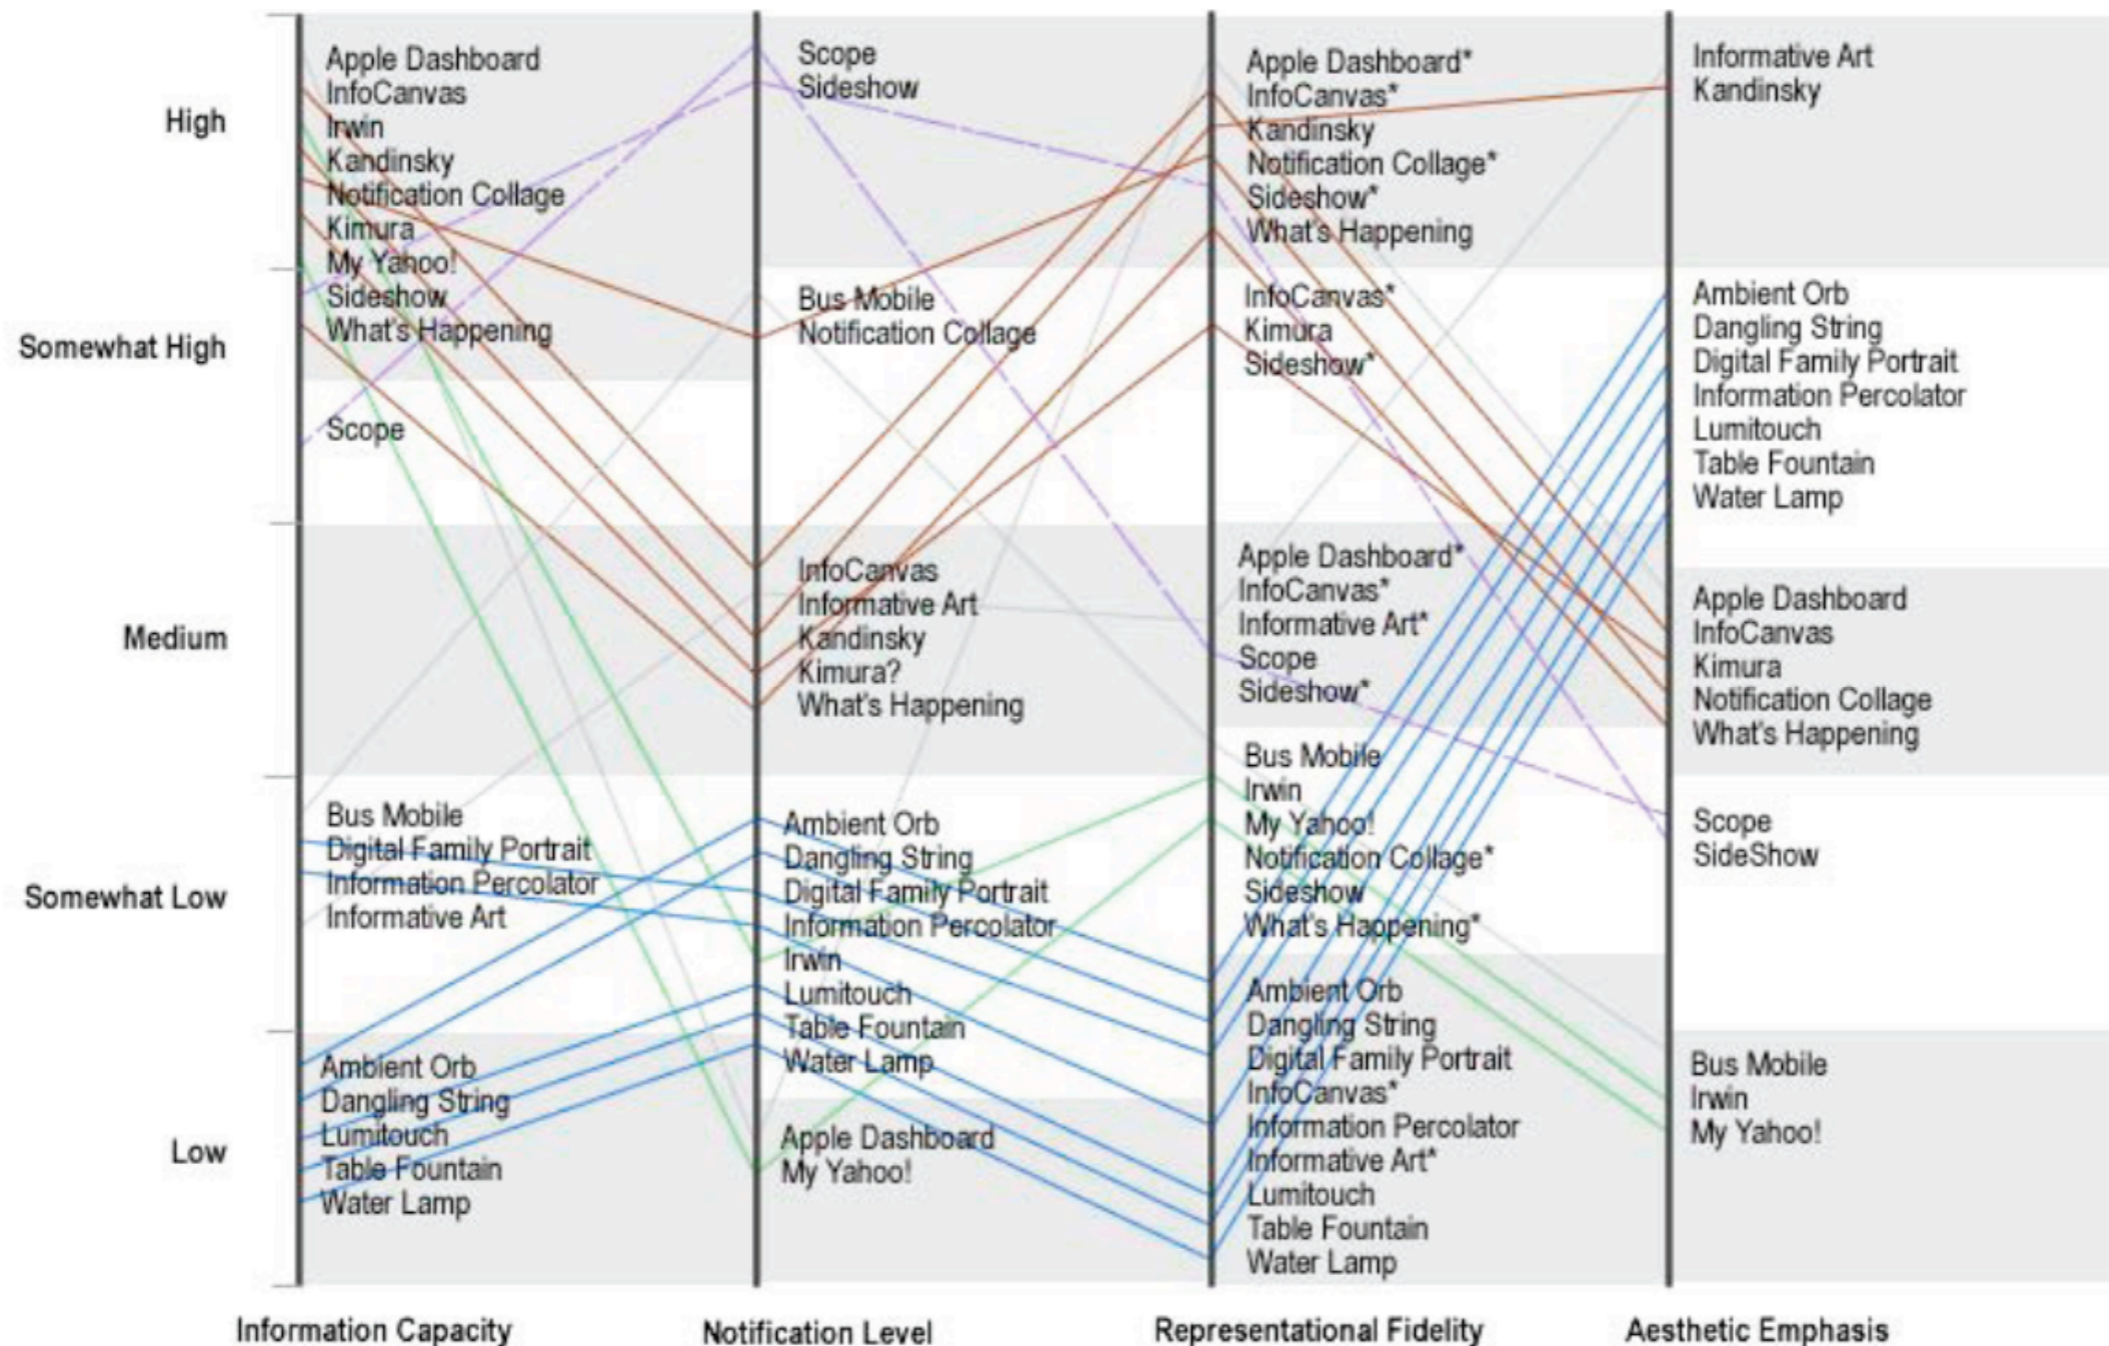 High
Somewhat High
Medium
Somewhat Low
Low
Apple Dashboard
InfoCanvas
Irwin
Kandinsky
Notification Collage
Kimura
My Yahoo!
Sideshow
What's Happening
Scope
Bus Mobile
Digital Family Portrait
Information Percolator
Informative Art
Ambient Orb
Dangling String
Lumitouch
Table Fountain
Water Lamp
Information Capacity
Scope
Sideshow
Bus Mobile
Notification Collage
InfoCanvas
Informative Art
Kandinsky
Kimura?
What's Happening
Ambient Orb
Dangling String
Digital Family Portrait
Information Percolator
Irwin
Lumitouch
Table Fountain
Water Lamp
Apple Dashboard
My Yahoo!
Notification Level
Apple Dashboard*
InfoCanvas*
Kandinsky
Notification Collage*
Sideshow*
What's Happening
InfoCanvas*
Kimura
Sideshow*
Apple Dashboard*
InfoCanvas*
Informative Art*
Scope
Sideshow*
Bus Mobile
Irwin
My Yahoo!
Notification Collage*
Sideshow
What's Happening*
Ambient Orb
Dangling String
Digital Family Portrait
InfoCanvas*
Information Percolator
Informative Art*
Lumitouch
Table Fountain
Water Lamp
Representational Fidelity
Informative Art
Kandinsky
Ambient Orb
Dangling String
Digital Family Portrait
Information Percolator
Lumitouch
Table Fountain
Water Lamp
Apple Dashboard
InfoCanvas
Kimura
Notification Collage
What's Happening
Scope
SideShow
Bus Mobile
Irwin
My Yahoo!
Aesthetic Emphasis